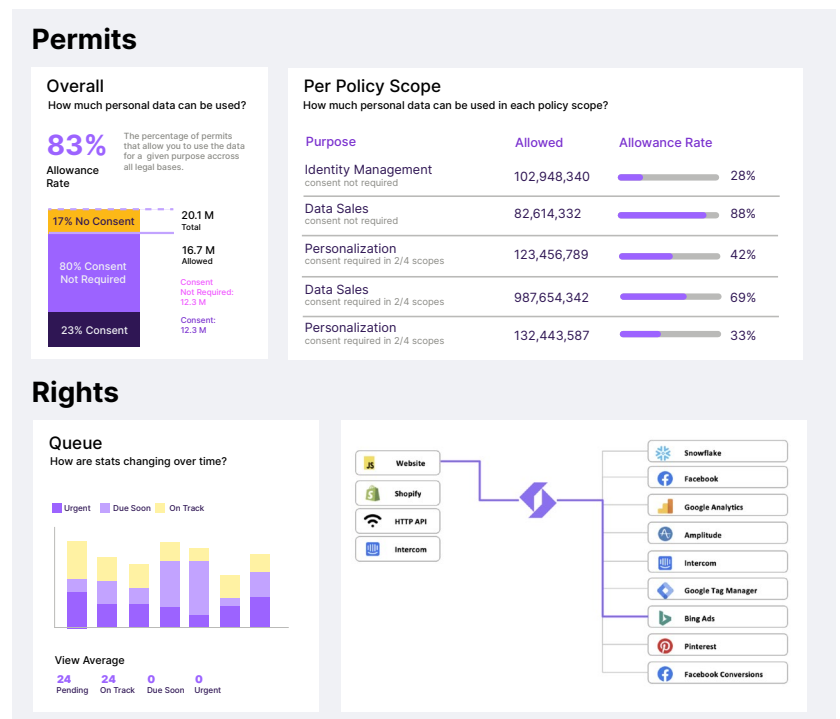 Permits
Overall
How much personal data can be used?
83%
Allowance
Rate
The percentage of permits
that allow you to use the data
for a given purpose accross
all legal bases.
17% No Consent
80% Consent
Not Required
23% Consent
20.1 M
Total
16.7 M
Allowed
Consent
Not Required:
12.3 M
Consent:
12.3 M
Per Policy Scope
How much personal data can be used in each policy scope?
Purpose Allowed Allowance Rate
Identity Management
consent not required
102,948,340 28%
Data Sales
consent not required
82,614,332 88%
Personalization
consent required in 2/4 scopes
123,456,789 42%
Data Sales
consent required in 2/4 scopes
987,654,342 69%
Personalization
consent required in 2/4 scopes
132,443,587 33%
Rights
Queue
How are stats changing over time?
Urgent Due Soon On Track
View Average
24 24 0 0
Pending On Track Due Soon Urgent
JS Website
Shopify
HTTP API
Intercom
Snowflake
Facebook
Google Analytics
Amplitude
Intercom
Google Tag Manager
Bing Ads
Pinterest
Facebook Conversions